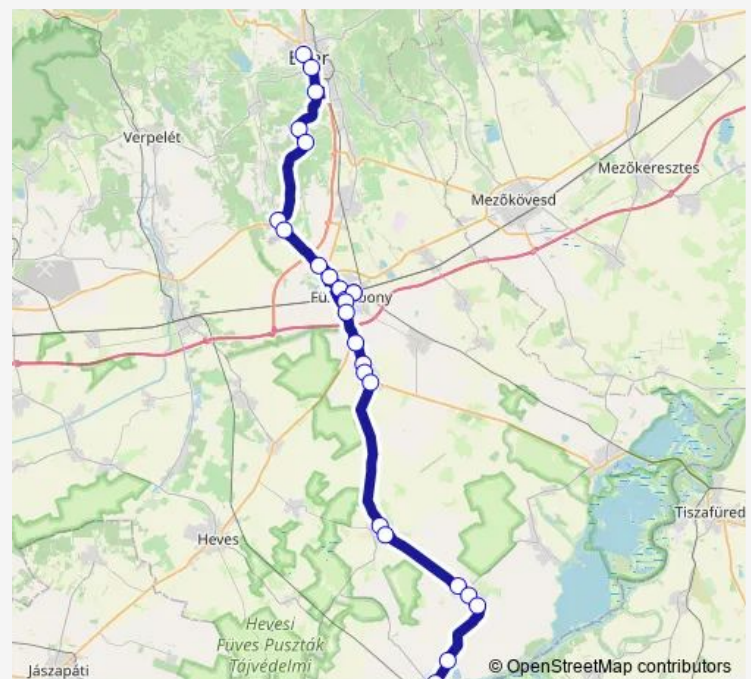 Verpelét
Mezőkeresztes
Mezőkövesd
Tiszafüred
Heves
Hevesi
Füves Puszták
Tájvédelmi
Jászapáti
© OpenStreetMap contributors